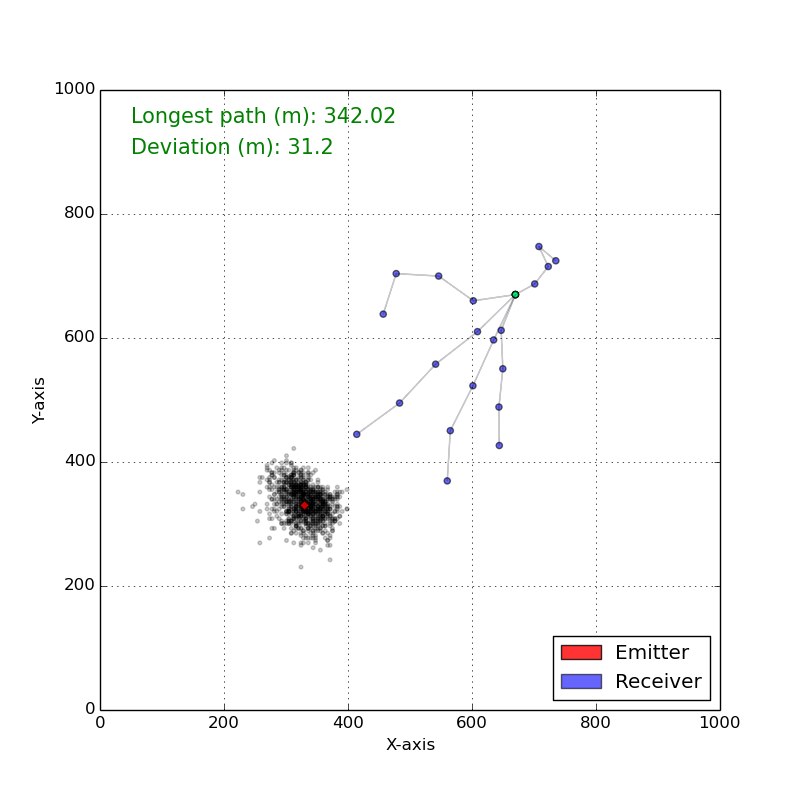 Longest path (m): 342.02
Deviation (m): 31.2
1000
800
600
400
200
0
Y-axis
0 200 400 600 800 1000
X-axis
Emitter
Receiver